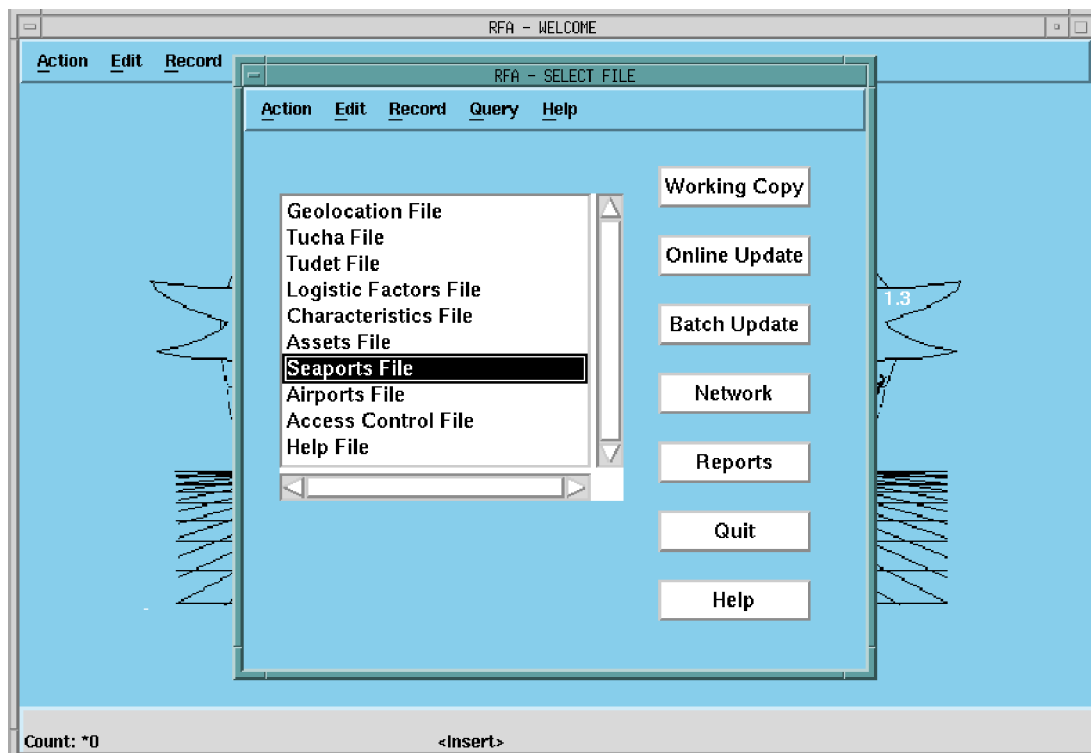 RFA - WELCOME
Action Edit Record
RFA - SELECT FILE
Action Edit Record Query Help
Geolocation File
Tucha File
Tudet File
Logistic Factors File
Characteristics File
Assets File
Seaports File
Airports File
Access Control File
Help File
Working Copy
Online Update
Batch Update
Network
Reports
Quit
Help
1.3
Count: *0 <Insert>